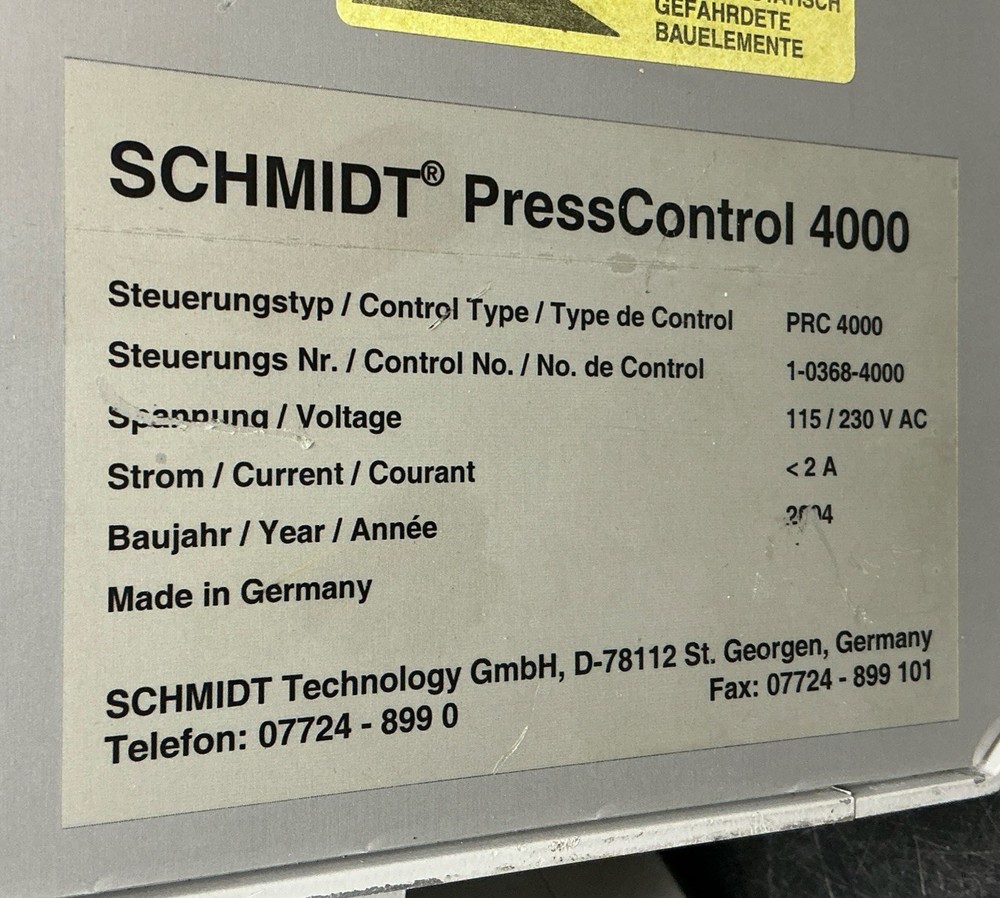 GEFÄHRDETE
BAUELEMENTE
SCHMIDT® PressControl 4000
Steuerungstyp / Control Type / Type de Control PRC 4000
Steuerungs Nr. / Control No. / No. de Control 1-0368-4000
Spannung / Voltage 115 / 230 V AC
Strom / Current / Courant < 2 A
Baujahr / Year / Année
Made in Germany
SCHMIDT Technology GmbH, D-78112 St. Georgen, Germany
Telefon: 07724 - 899 0 Fax: 07724 - 899 101